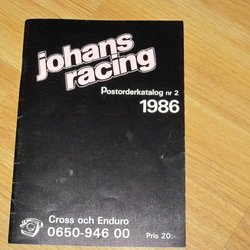 johans
racing
Postorderkatalog nr 2
1986
Cross och Enduro
0650-946 00
Pris 20:-